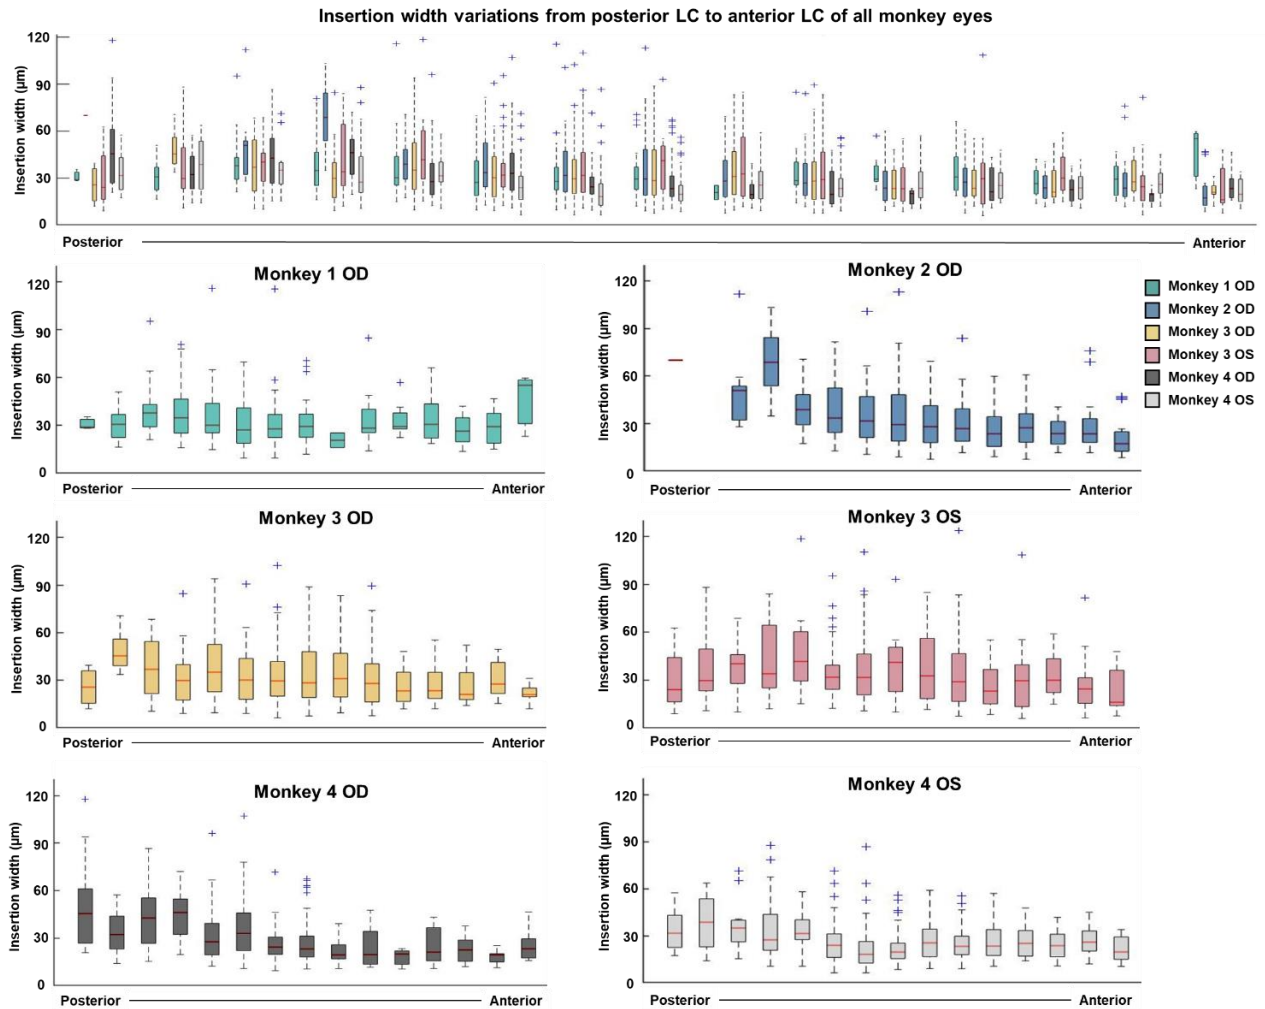 Insertion width variations from posterior LC to anterior LC of all monkey eyes
Insertion width (μm)
120
90
60
30
0
Posterior
Anterior
Monkey 1 OD
Insertion width (μm)
120
90
60
30
0
Posterior
Anterior
Monkey 2 OD
Insertion width (μm)
120
90
60
30
0
Posterior
Anterior
Monkey 1 OD
Monkey 2 OD
Monkey 3 OD
Monkey 3 OS
Monkey 4 OD
Monkey 4 OS
Monkey 3 OD
Insertion width (μm)
120
90
60
30
0
Posterior
Anterior
Monkey 3 OS
Insertion width (μm)
120
90
60
30
0
Posterior
Anterior
Monkey 4 OD
Insertion width (μm)
120
90
60
30
0
Posterior
Anterior
Monkey 4 OS
Insertion width (μm)
120
90
60
30
0
Posterior
Anterior